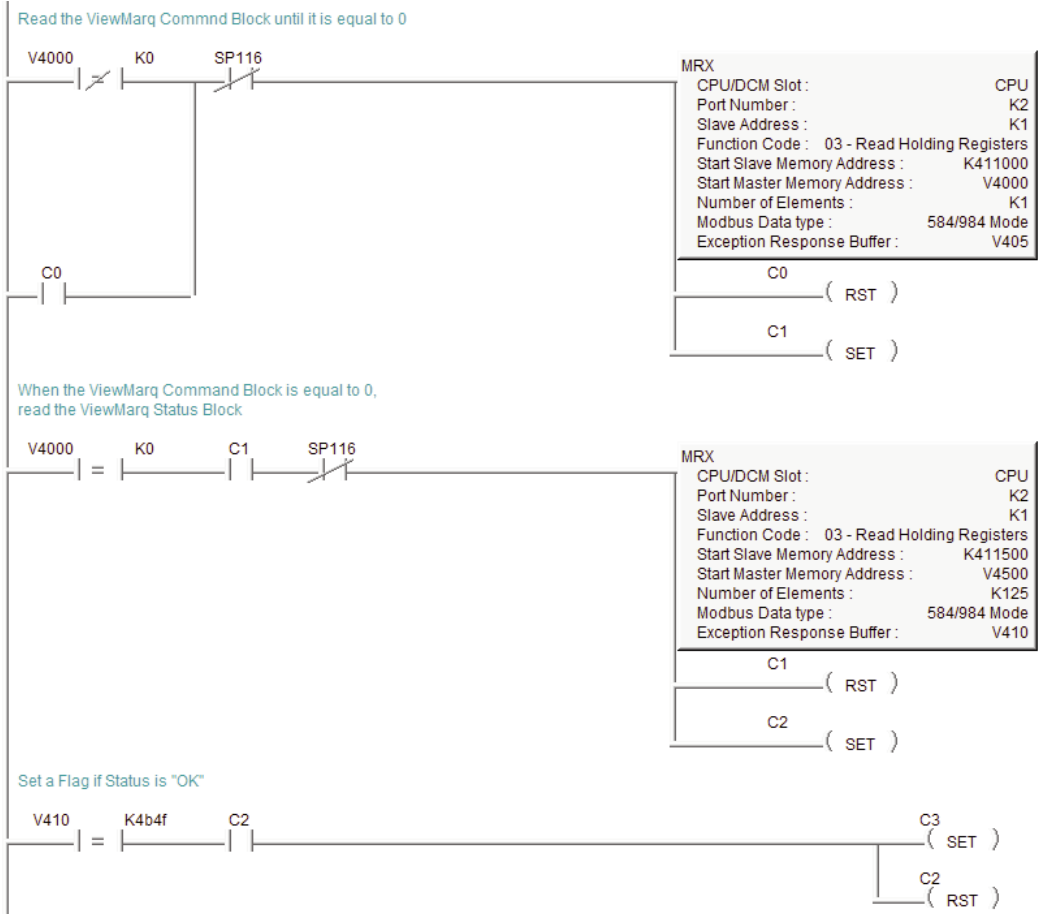 Read the ViewMarq Commnd Block until it is equal to 0
V4000 K0 SP116
=
MRX
CPU/DCM Slot : CPU
Port Number : K2
Slave Address : K1
Function Code : 03 - Read Holding Registers
Start Slave Memory Address : K411000
Start Master Memory Address : V4000
Number of Elements : K1
Modbus Data type : 584/984 Mode
Exception Response Buffer : V405
C0
C0
( RST )
C1
( SET )
When the ViewMarq Command Block is equal to 0,
read the ViewMarq Status Block
V4000 K0 C1 SP116
=
MRX
CPU/DCM Slot : CPU
Port Number : K2
Slave Address : K1
Function Code : 03 - Read Holding Registers
Start Slave Memory Address : K411500
Start Master Memory Address : V4500
Number of Elements : K125
Modbus Data type : 584/984 Mode
Exception Response Buffer : V410
C1
( RST )
C2
( SET )
Set a Flag if Status is "OK"
V410 K4b4f C2 C3
= ( SET )
C2
( RST )